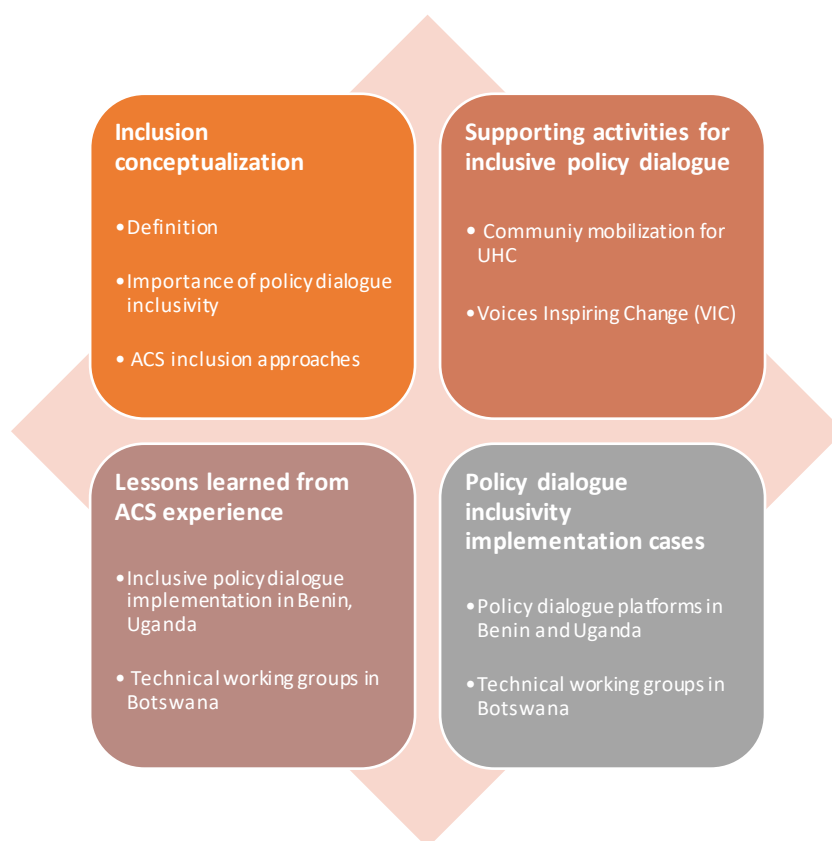 Inclusion
conceptualization
•Definition
•Importance of policy dialogue
inclusivity
• ACS inclusion approaches
Supporting activities for
inclusive policy dialogue
• Communiy mobilization for
UHC
•Voices Inspiring Change (VIC)
Lessons learned from
ACS experience
•Inclusive policy dialogue
implementation in Benin,
Uganda
• Technical working groups in
Botswana
Policy dialogue
inclusivity
implementation cases
•Policy dialogue platforms in
Benin and Uganda
•Technical working groups in
Botswana